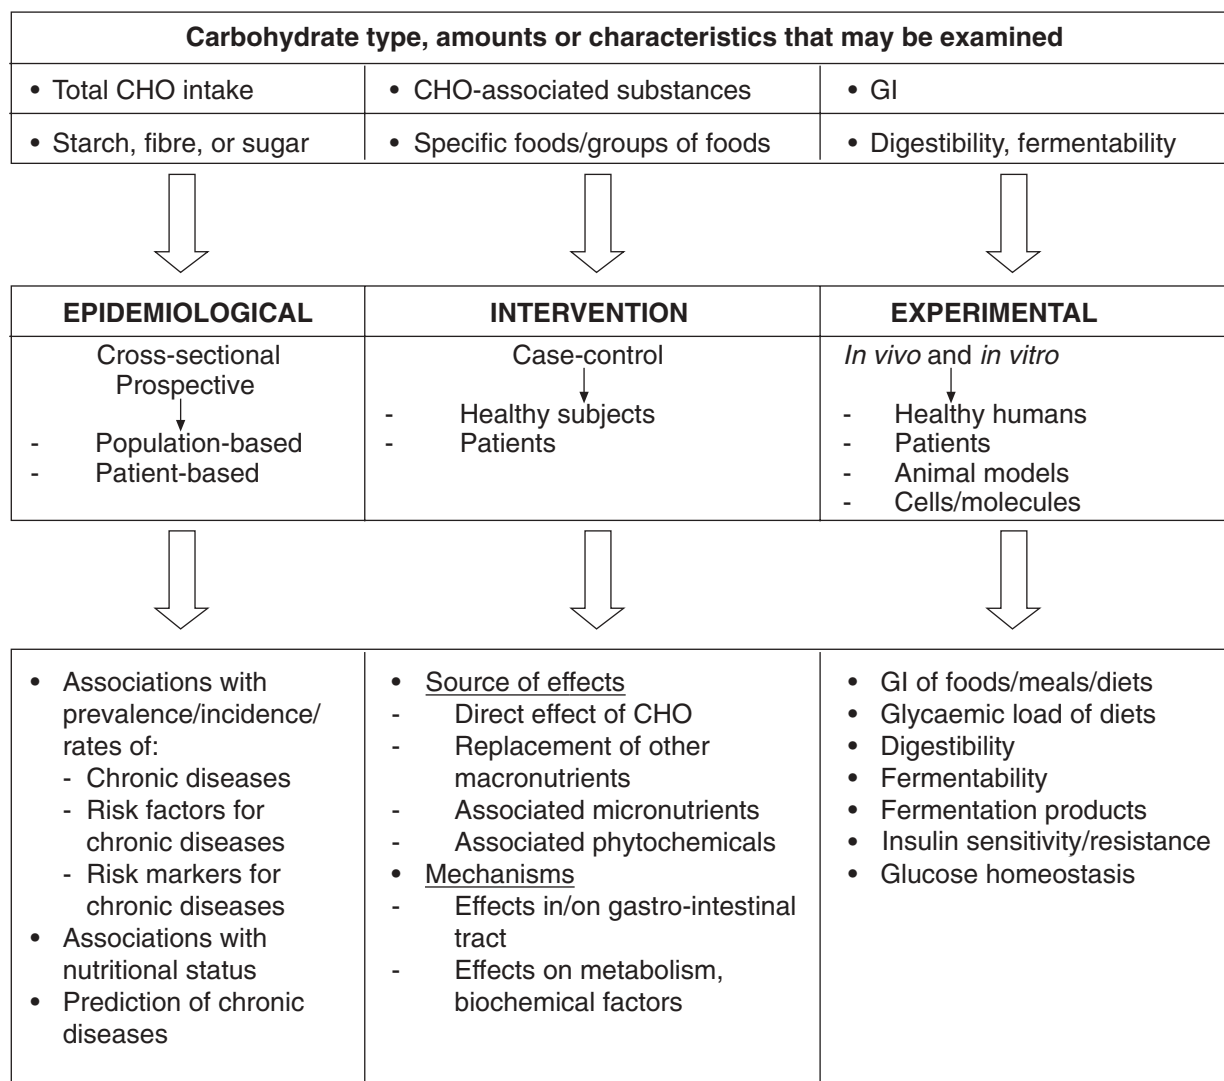 Carbohydrate type, amounts or characteristics that may be examined
• Total CHO intake
• CHO-associated substances
• GI
• Starch, fibre, or sugar
• Specific foods/groups of foods
• Digestibility, fermentability
EPIDEMIOLOGICAL
Cross-sectional
Prospective
- Population-based
- Patient-based
INTERVENTION
Case-control
- Healthy subjects
- Patients
EXPERIMENTAL
In vivo and in vitro
- Healthy humans
- Patients
- Animal models
- Cells/molecules
• Associations with
prevalence/incidence/
rates of:
- Chronic diseases
- Risk factors for
chronic diseases
- Risk markers for
chronic diseases
• Associations with
nutritional status
• Prediction of chronic
diseases
• Source of effects
- Direct effect of CHO
- Replacement of other
macronutrients
- Associated micronutrients
- Associated phytochemicals
• Mechanisms
- Effects in/on gastro-intestinal
tract
- Effects on metabolism,
biochemical factors
• GI of foods/meals/diets
• Glycaemic load of diets
• Digestibility
• Fermentability
• Fermentation products
• Insulin sensitivity/resistance
• Glucose homeostasis